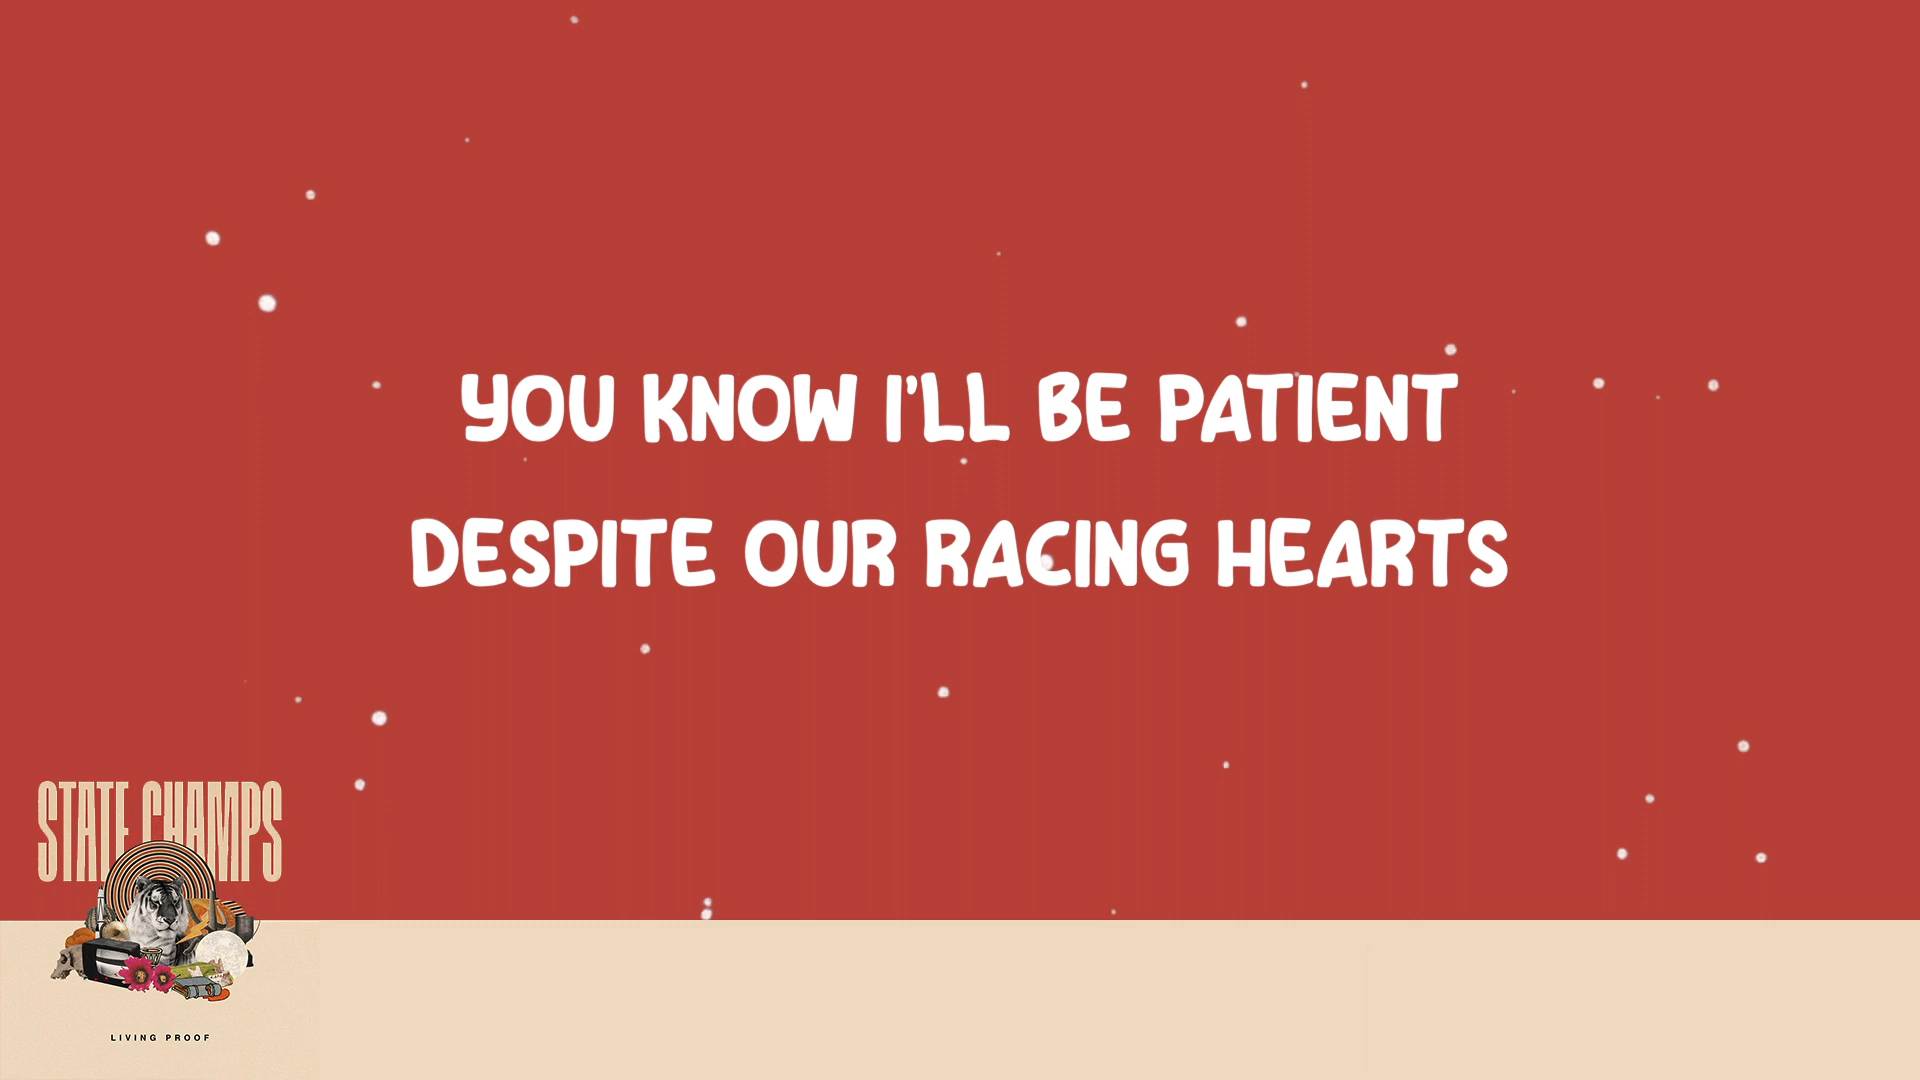 YOU KNOW I'LL BE PATIENT
DESPITE OUR RACING HEARTS
STATE CHAMPS
LIVING PROOF